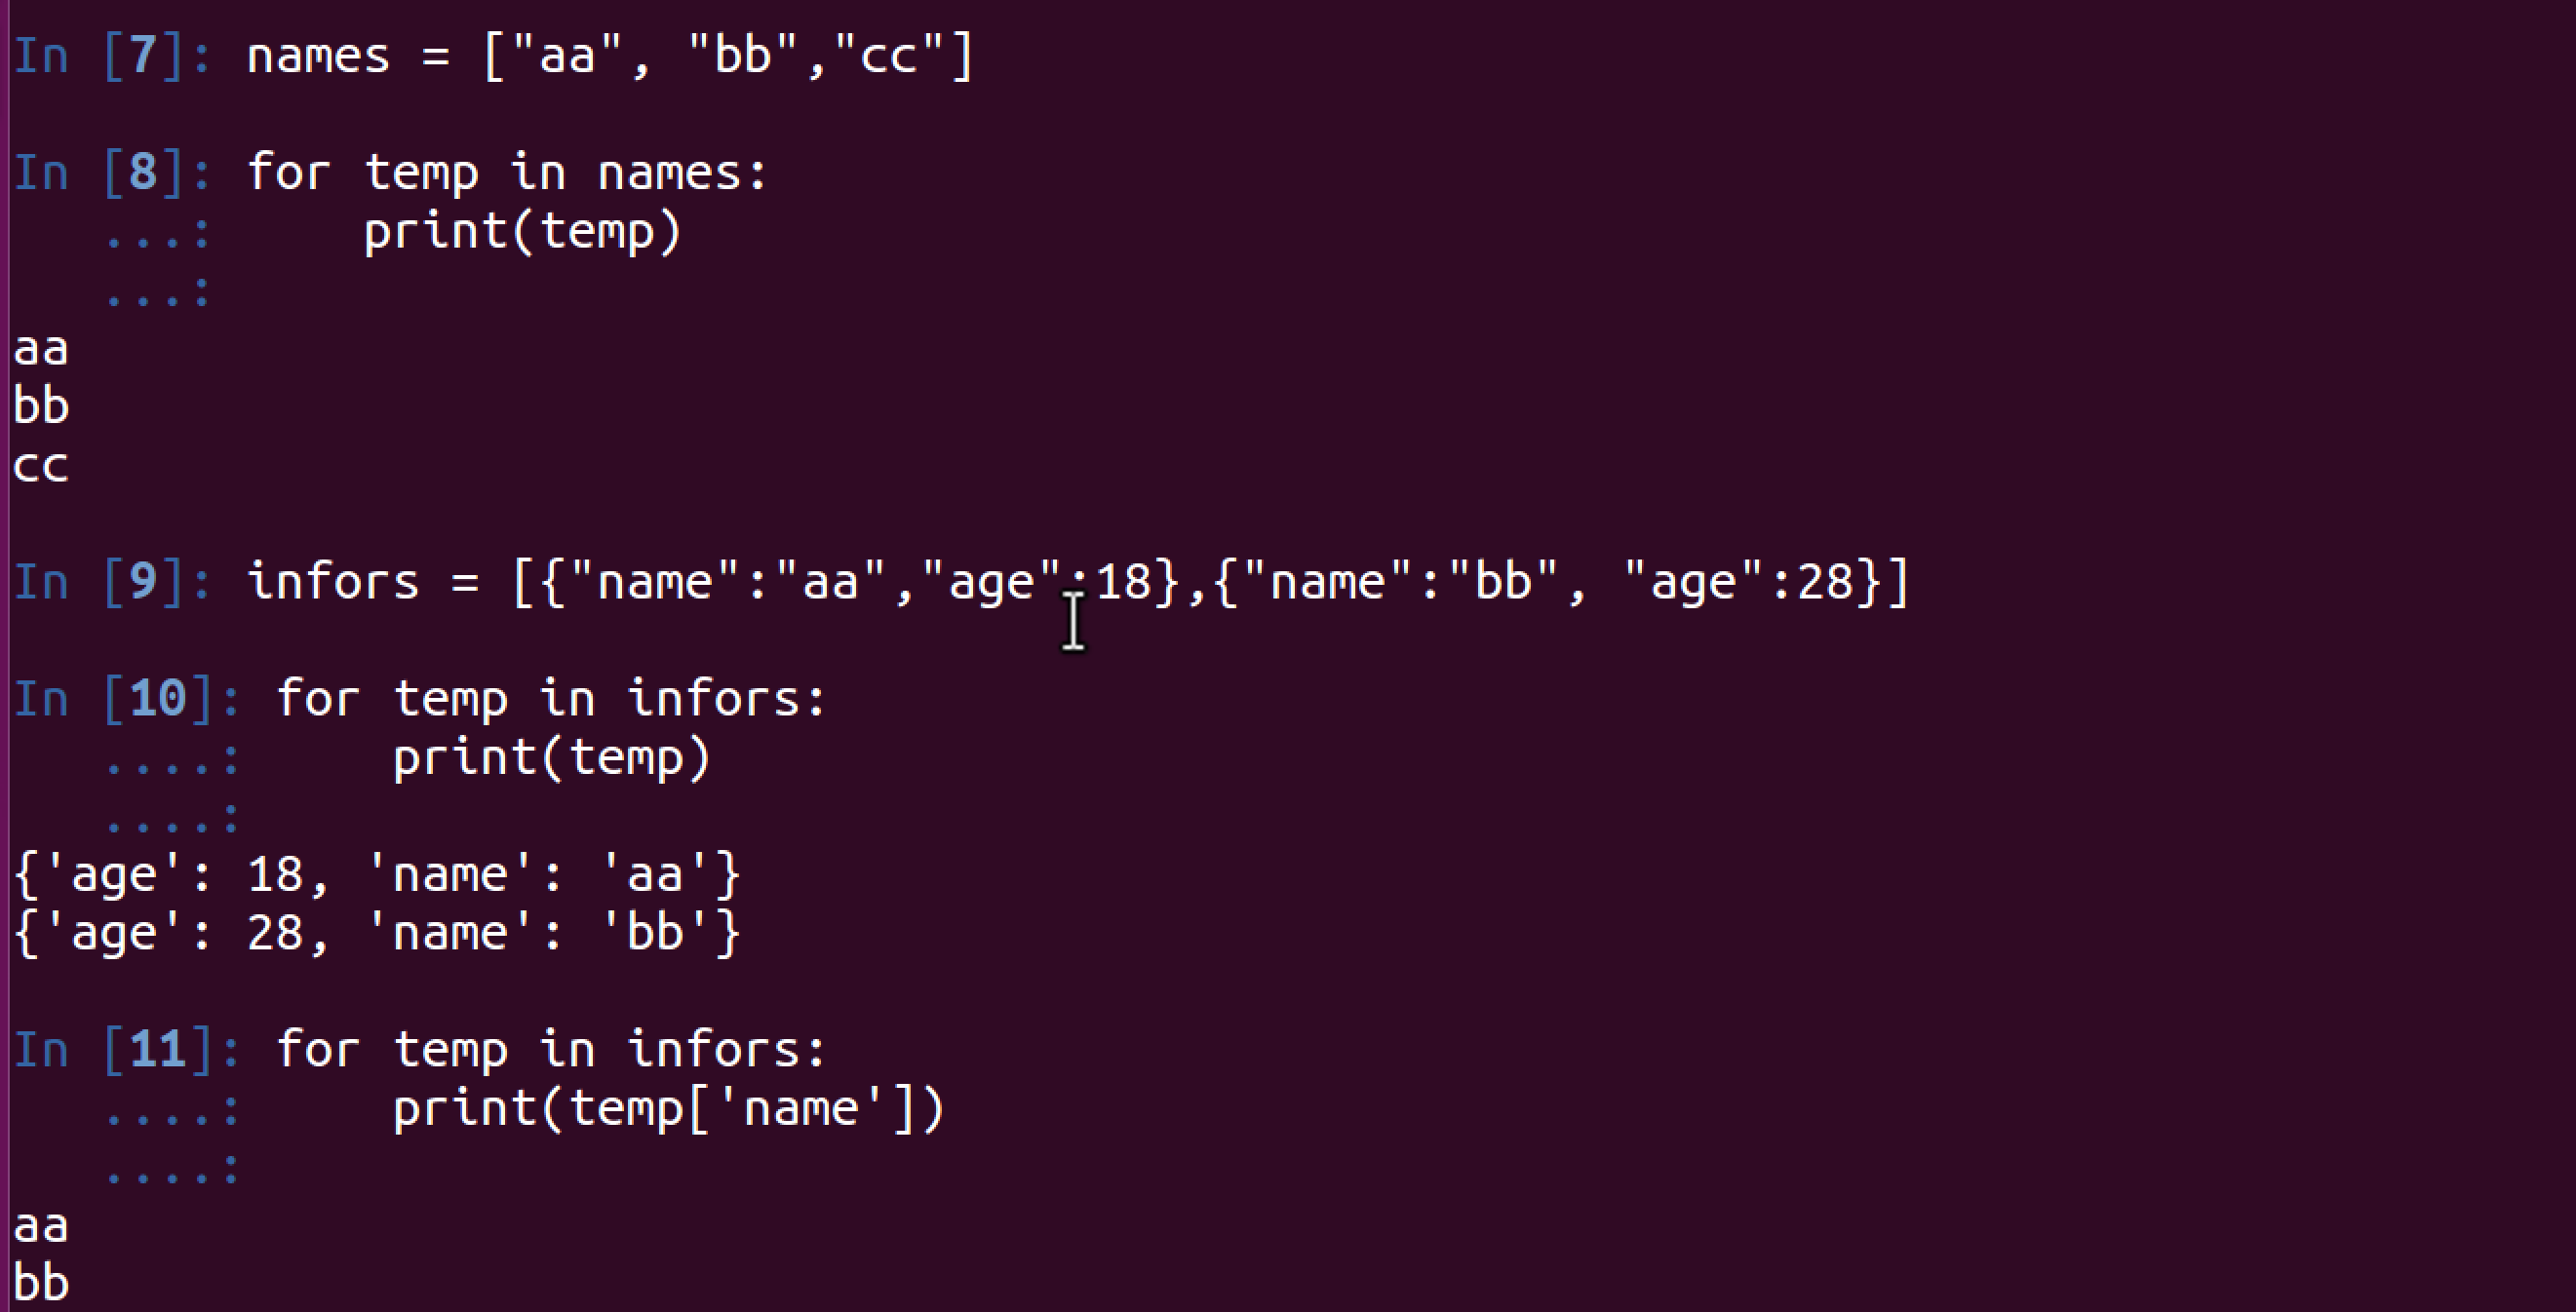 In [7]: names = ["aa", "bb","cc"]
In [8]: for temp in names:
   ...:     print(temp)
   ...:
aa
bb
cc
In [9]: infors = [{"name":"aa","age":18},{"name":"bb", "age":28}]
In [10]: for temp in infors:
   ....:     print(temp)
   ....:
{'age': 18, 'name': 'aa'}
{'age': 28, 'name': 'bb'}
In [11]: for temp in infors:
   ....:     print(temp['name'])
   ....:
aa
bb